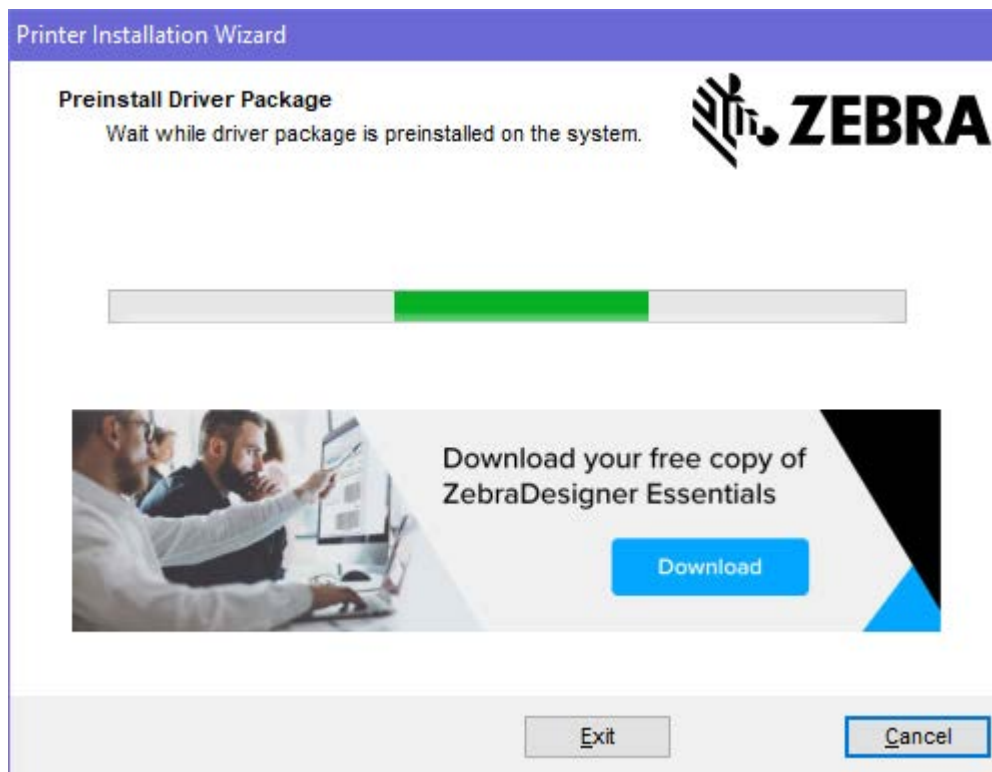 Printer Installation Wizard
Preinstall Driver Package
Wait while driver package is preinstalled on the system.
ZEBRA
Download your free copy of
ZebraDesigner Essentials
Download
Exit
Cancel